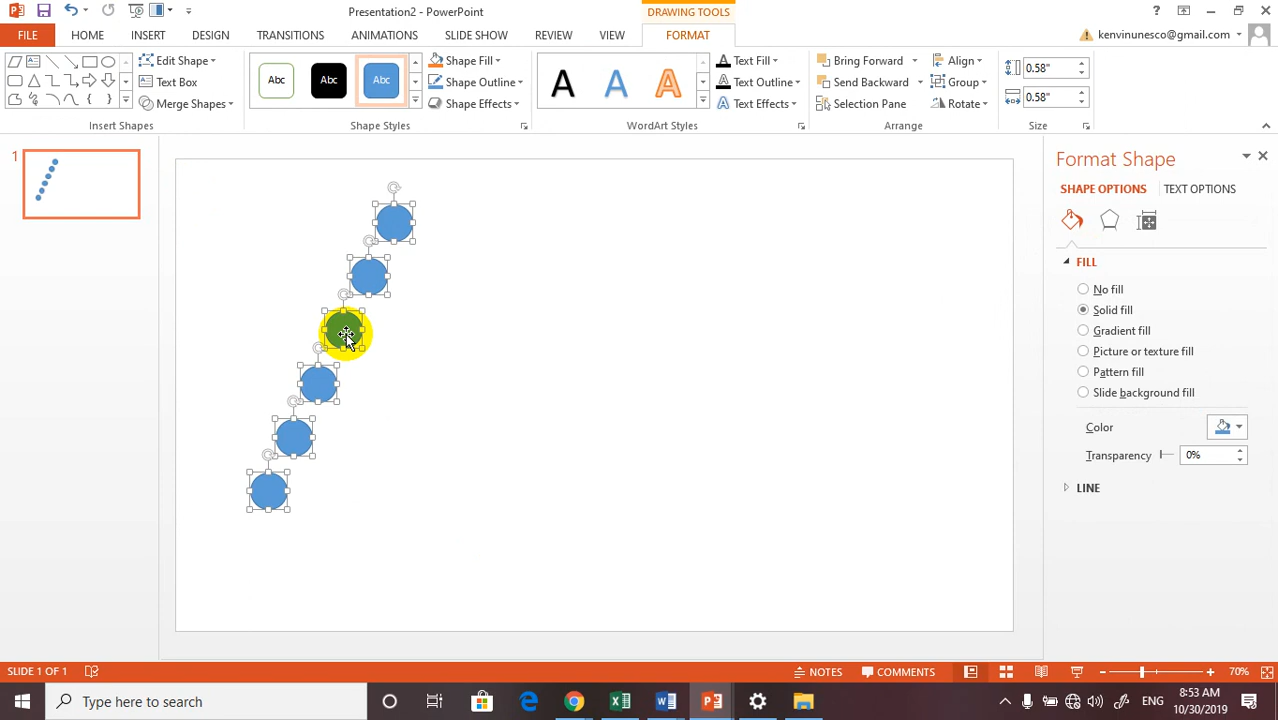 Presentation2 - PowerPoint
DRAWING TOOLS
FILE HOME INSERT DESIGN TRANSITIONS ANIMATIONS SLIDE SHOW REVIEW VIEW FORMAT
kenvinunesco@gmail.com
Edit Shape
Text Box
Merge Shapes
Insert Shapes
Abc Abc Abc
Shape Fill
Shape Outline
Shape Effects
Shape Styles
A A A
Text Fill
Text Outline
Text Effects
WordArt Styles
Bring Forward
Send Backward
Selection Pane
Align
Group
Rotate
Arrange
0.58"
0.58"
Size
1
Format Shape
SHAPE OPTIONS TEXT OPTIONS
FILL
No fill
Solid fill
Gradient fill
Picture or texture fill
Pattern fill
Slide background fill
Color
Transparency 0%
LINE
SLIDE 1 OF 1
NOTES COMMENTS 70%
Type here to search
ENG
8:53 AM
10/30/2019